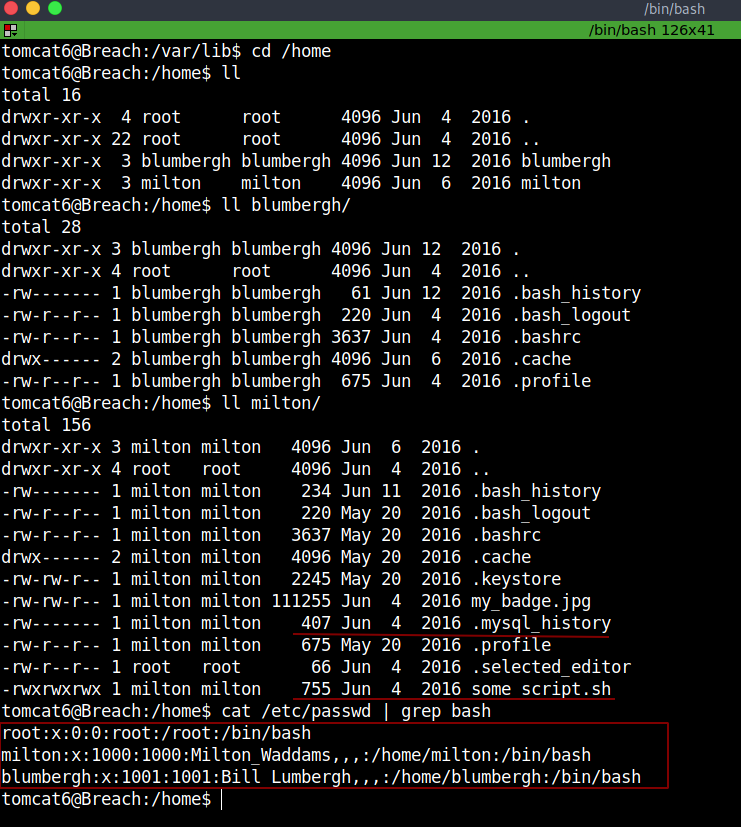 /bin/bash
/bin/bash 126x41
tomcat6@Breach:/var/lib$ cd /home
tomcat6@Breach:/home$ ll
total 16
drwxr-xr-x  4 root      root      4096 Jun  4  2016 .
drwxr-xr-x 22 root      root      4096 Jun  4  2016 ..
drwxr-xr-x  3 blumbergh blumbergh 4096 Jun 12  2016 blumbergh
drwxr-xr-x  3 milton    milton    4096 Jun  6  2016 milton
tomcat6@Breach:/home$ ll blumbergh/
total 28
drwxr-xr-x 3 blumbergh blumbergh 4096 Jun 12  2016 .
drwxr-xr-x 4 root      root      4096 Jun  4  2016 ..
-rw------- 1 blumbergh blumbergh   61 Jun 12  2016 .bash_history
-rw-r--r-- 1 blumbergh blumbergh  220 Jun  4  2016 .bash_logout
-rw-r--r-- 1 blumbergh blumbergh 3637 Jun  4  2016 .bashrc
drwx------ 2 blumbergh blumbergh 4096 Jun  6  2016 .cache
-rw-r--r-- 1 blumbergh blumbergh  675 Jun  4  2016 .profile
tomcat6@Breach:/home$ ll milton/
total 156
drwxr-xr-x 3 milton milton   4096 Jun  6  2016 .
drwxr-xr-x 4 root   root     4096 Jun  4  2016 ..
-rw------- 1 milton milton    234 Jun 11  2016 .bash_history
-rw-r--r-- 1 milton milton    220 May 20  2016 .bash_logout
-rw-r--r-- 1 milton milton   3637 May 20  2016 .bashrc
drwx------ 2 milton milton   4096 May 20  2016 .cache
-rw-rw-r-- 1 milton milton   2245 May 20  2016 .keystore
-rw-rw-r-- 1 milton milton 111255 Jun  4  2016 my_badge.jpg
-rw------- 1 milton milton    407 Jun  4  2016 .mysql_history
-rw-r--r-- 1 milton milton    675 May 20  2016 .profile
-rw-r--r-- 1 root   root       66 Jun  4  2016 .selected_editor
-rwxrwxrwx 1 milton milton    755 Jun  4  2016 some_script.sh
tomcat6@Breach:/home$ cat /etc/passwd | grep bash
root:x:0:0:root:/root:/bin/bash
milton:x:1000:1000:Milton_Waddams,,,:/home/milton:/bin/bash
blumbergh:x:1001:1001:Bill Lumbergh,,,:/home/blumbergh:/bin/bash
tomcat6@Breach:/home$